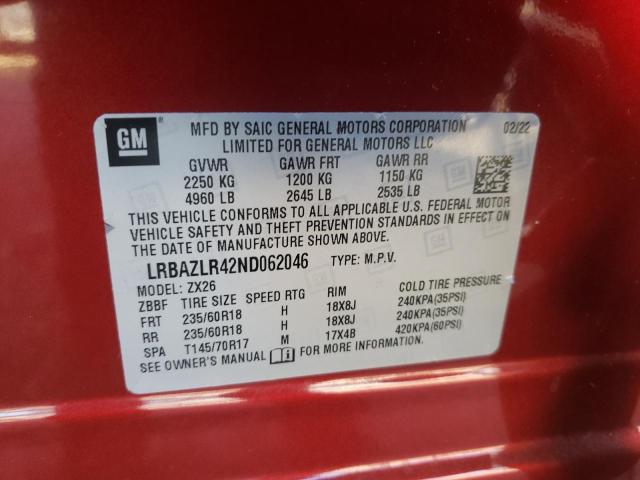 GM ® MFD BY SAIC GENERAL MOTORS CORPORATION 02/22
LIMITED FOR GENERAL MOTORS LLC
GVWR GAWR FRT GAWR RR
2250 KG 1200 KG 1150 KG
4960 LB 2645 LB 2535 LB
THIS VEHICLE CONFORMS TO ALL APPLICABLE U.S. FEDERAL MOTOR
VEHICLE SAFETY AND THEFT PREVENTION STANDARDS IN EFFECT ON
THE DATE OF MANUFACTURE SHOWN ABOVE.
LRBAZLR42ND062046 TYPE: M.P.V.
MODEL: ZX26
ZBBF TIRE SIZE SPEED RTG RIM COLD TIRE PRESSURE
FRT 235/60R18 H 18X8J 240KPA(35PSI)
RR 235/60R18 H 18X8J 240KPA(35PSI)
SPA T145/70R17 M 17X4B 420KPA(60PSI)
SEE OWNER'S MANUAL FOR MORE INFORMATION.